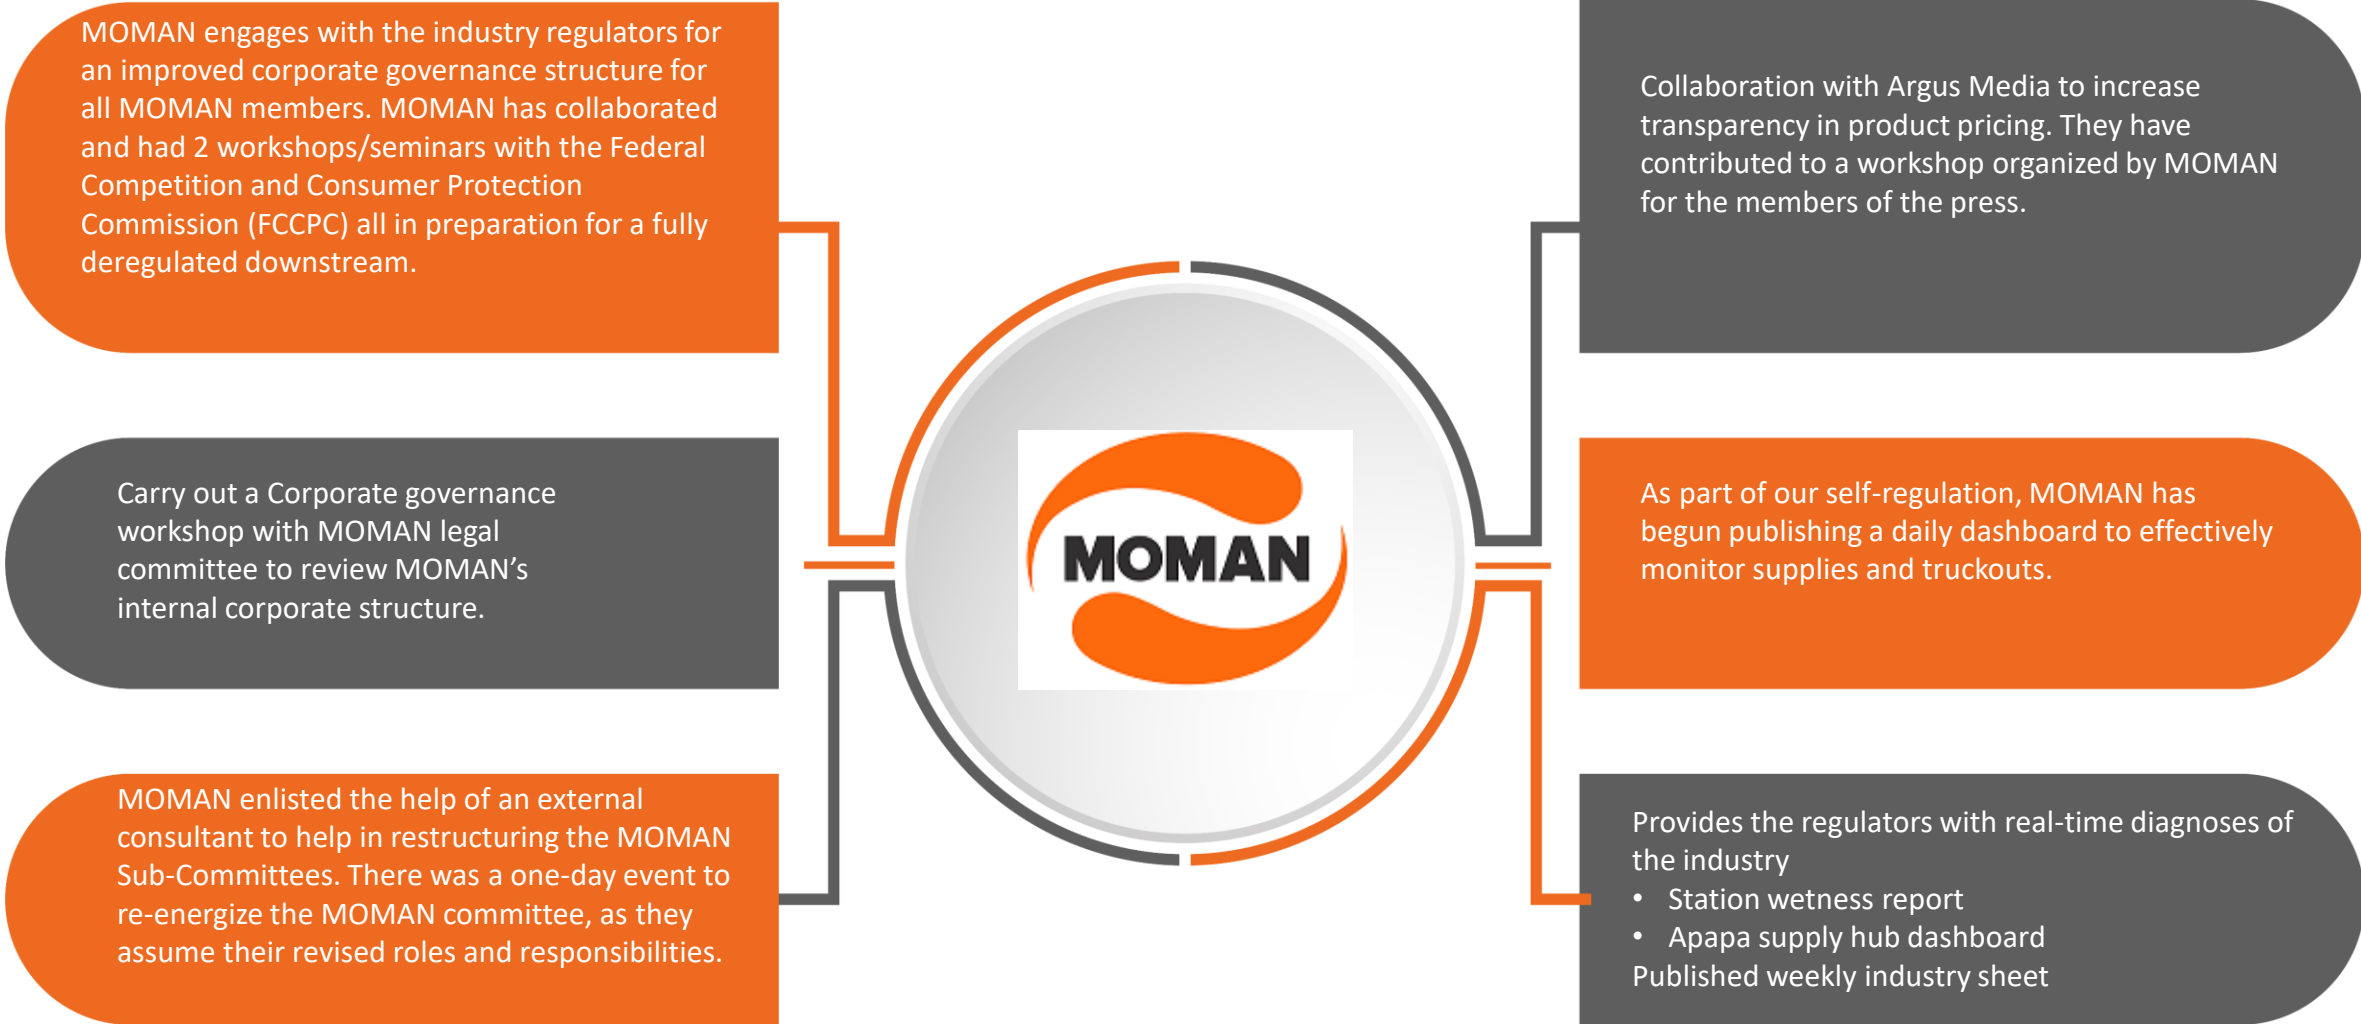 MOMAN engages with the industry regulators for
an improved corporate governance structure for
all MOMAN members. MOMAN has collaborated
and had 2 workshops/seminars with the Federal
Competition and Consumer Protection
Commission (FCCPC) all in preparation for a fully
deregulated downstream.
Carry out a Corporate governance
workshop with MOMAN legal
committee to review MOMAN’s
internal corporate structure.
MOMAN enlisted the help of an external
consultant to help in restructuring the MOMAN
Sub-Committees. There was a one-day event to
re-energize the MOMAN committee, as they
assume their revised roles and responsibilities.
MOMAN
Collaboration with Argus Media to increase
transparency in product pricing. They have
contributed to a workshop organized by MOMAN
for the members of the press.
As part of our self-regulation, MOMAN has
begun publishing a daily dashboard to effectively
monitor supplies and truckouts.
Provides the regulators with real-time diagnoses of
the industry
• Station wetness report
• Apapa supply hub dashboard
Published weekly industry sheet